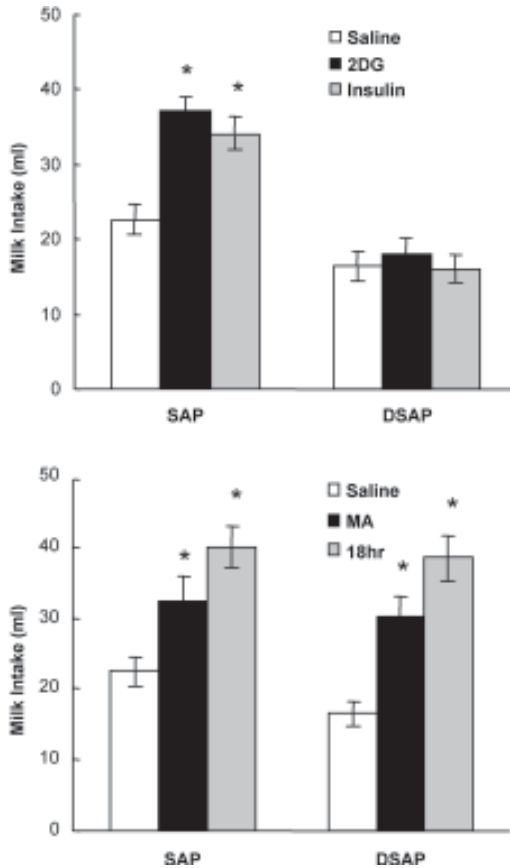 50
40
30
20
10
0
Milk Intake (ml)
Saline
2DG
Insulin
*
*
SAP
DSAP
50
40
30
20
10
0
Milk Intake (ml)
Saline
MA
18hr
*
*
*
*
SAP
DSAP